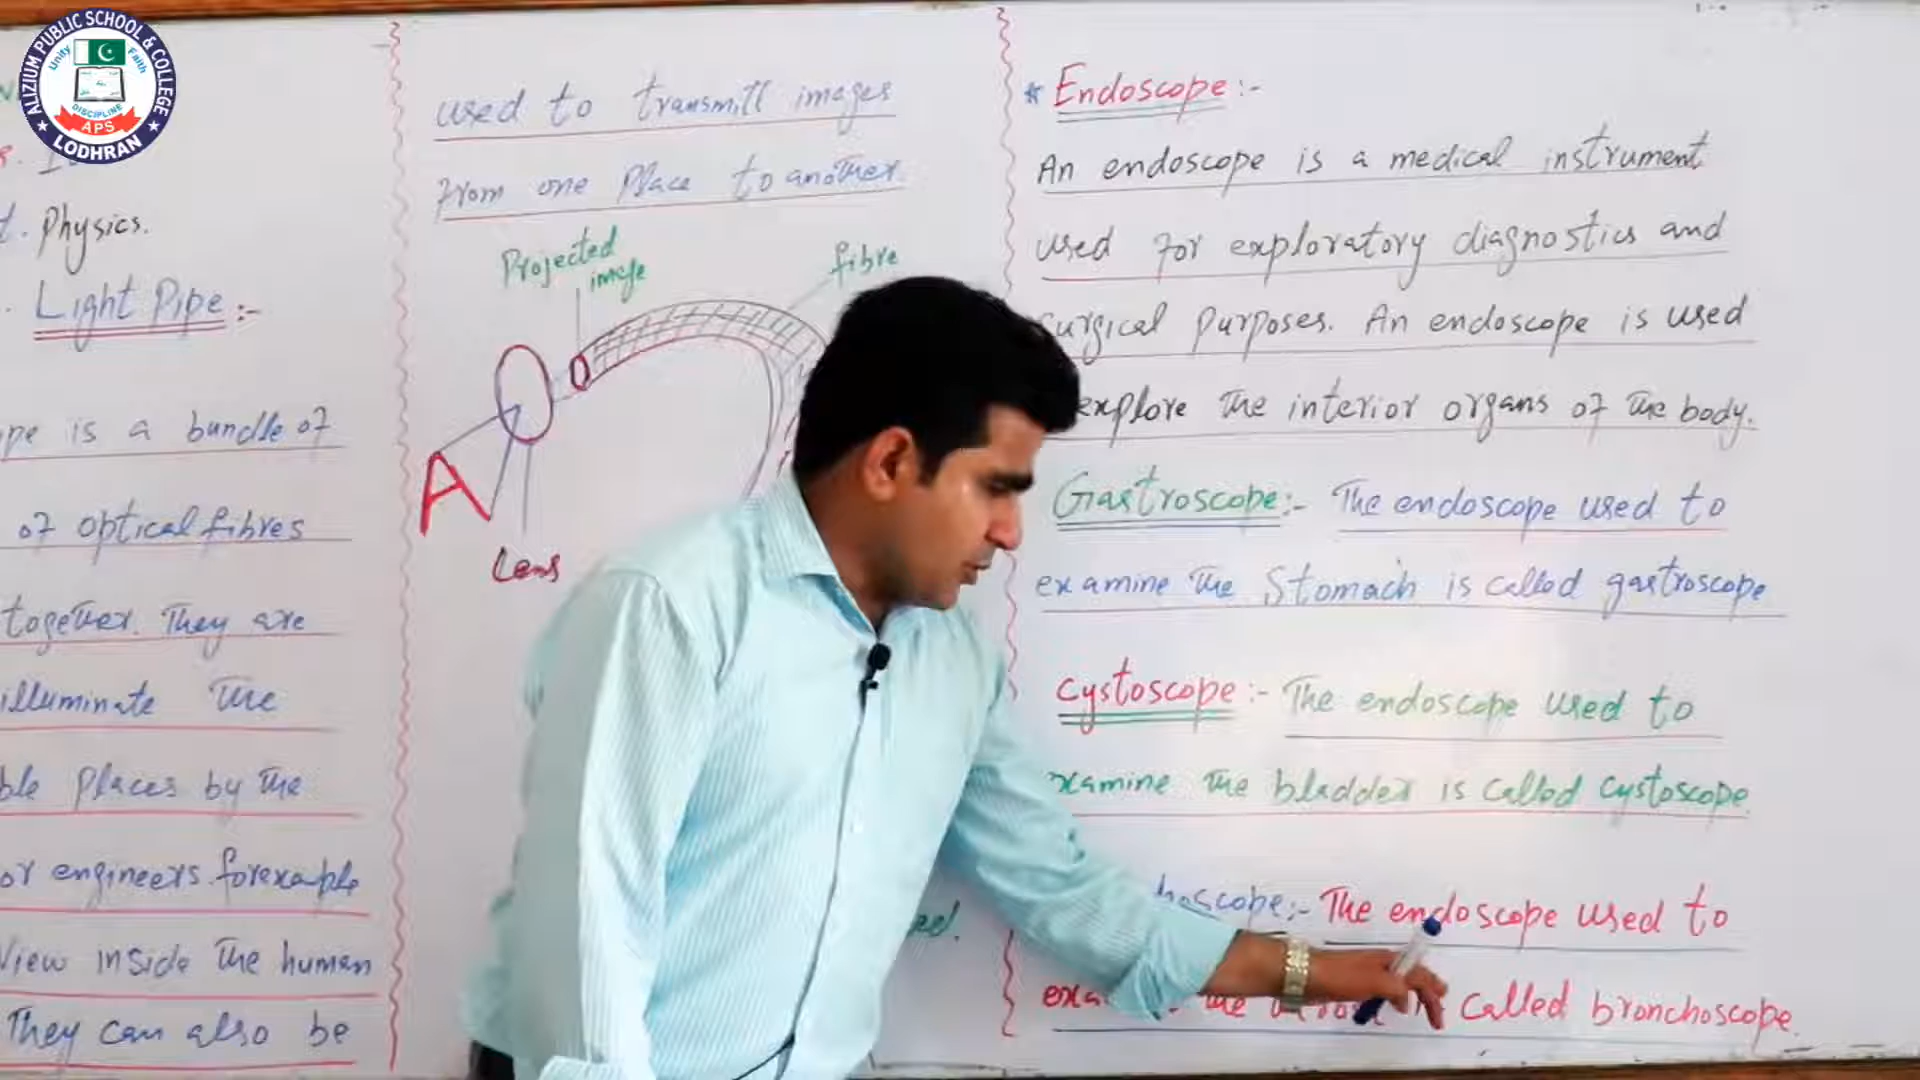 ALIZIUM PUBLIC SCHOOL & COLLEGE
Unity
Faith
DISCIPLINE
APS
LODHRAN
Physics.
Light Pipe :-
is a bundle of
of optical fibres
together. They are
illuminate the
places by the
or engineers. for example
View inside the human
They can also be
used to transmitt images
from one place to another.
Projected
image
fibre
A
Lens
* Endoscope :-
An endoscope is a medical instrument
used for exploratory diagnostics and
surgical purposes. An endoscope is used
explore the interior organs of the body.
Gastroscope :- The endoscope used to
examine the Stomach is called gastroscope
Cystoscope :- The endoscope used to
xamine the bladder is called cystoscope.
hoscope :- The endoscope used to
the called bronchoscope.